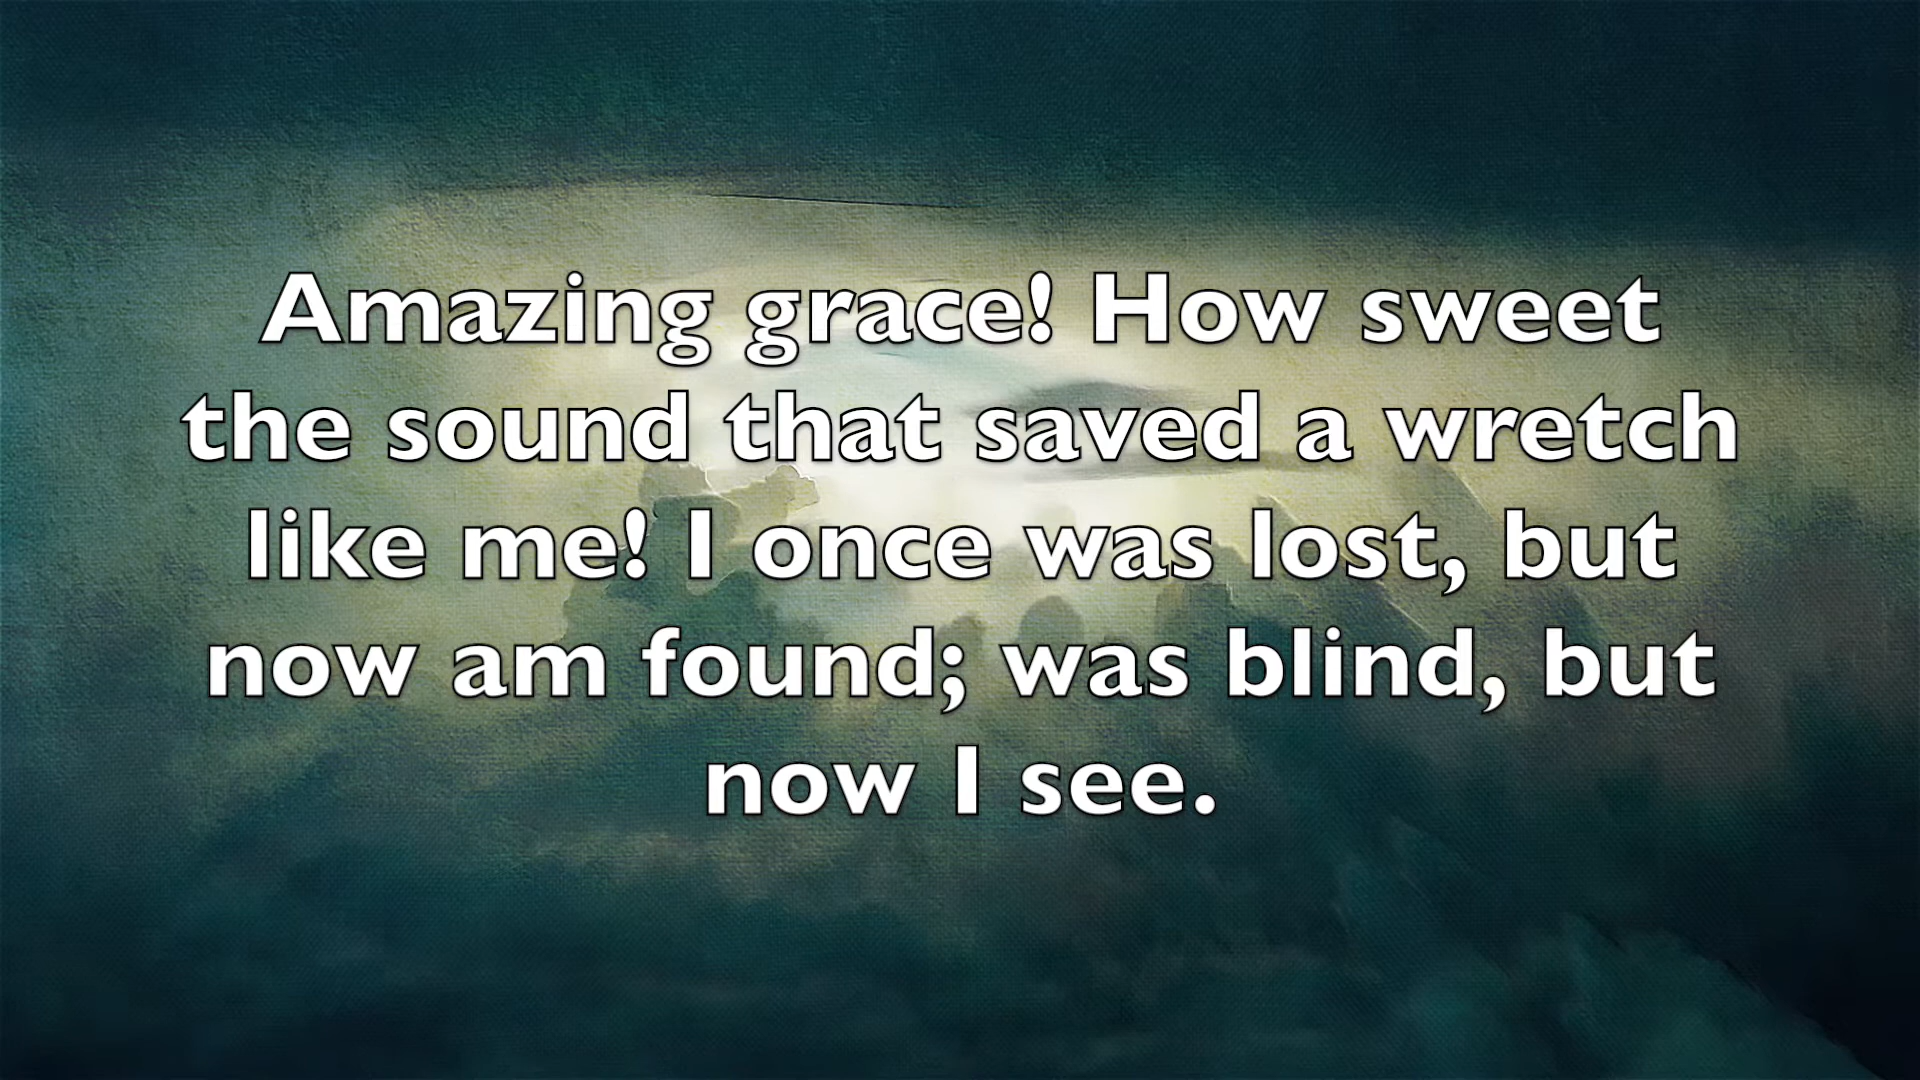 Amazing grace! How sweet
the sound that saved a wretch
like me! I once was lost, but
now am found; was blind, but
now I see.